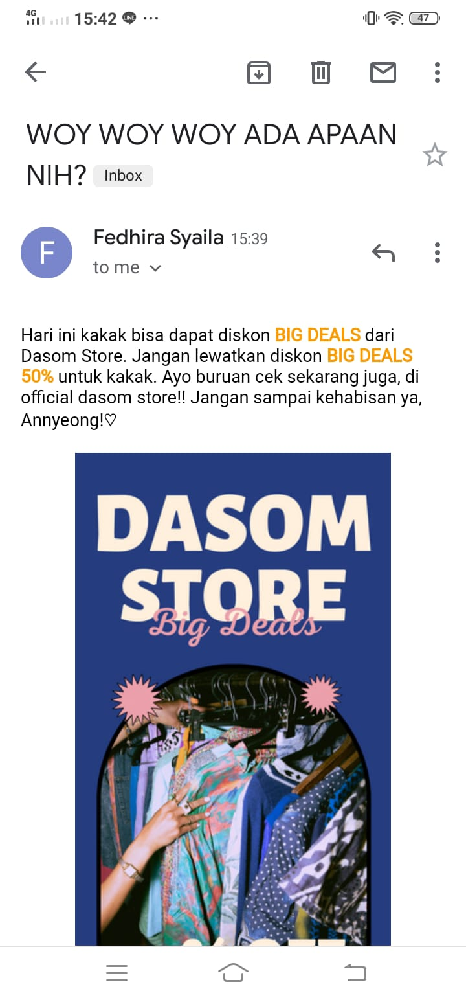 4G 15:42 LINE ... 47
WOY WOY WOY ADA APAAN
NIH? Inbox
F
Fedhira Syaila 15:39
to me
Hari ini kakak bisa dapat diskon BIG DEALS dari
Dasom Store. Jangan lewatkan diskon BIG DEALS
50% untuk kakak. Ayo buruan cek sekarang juga, di
official dasom store!! Jangan sampai kehabisan ya,
Annyeong!♡
DASOM
STORE
Big Deals